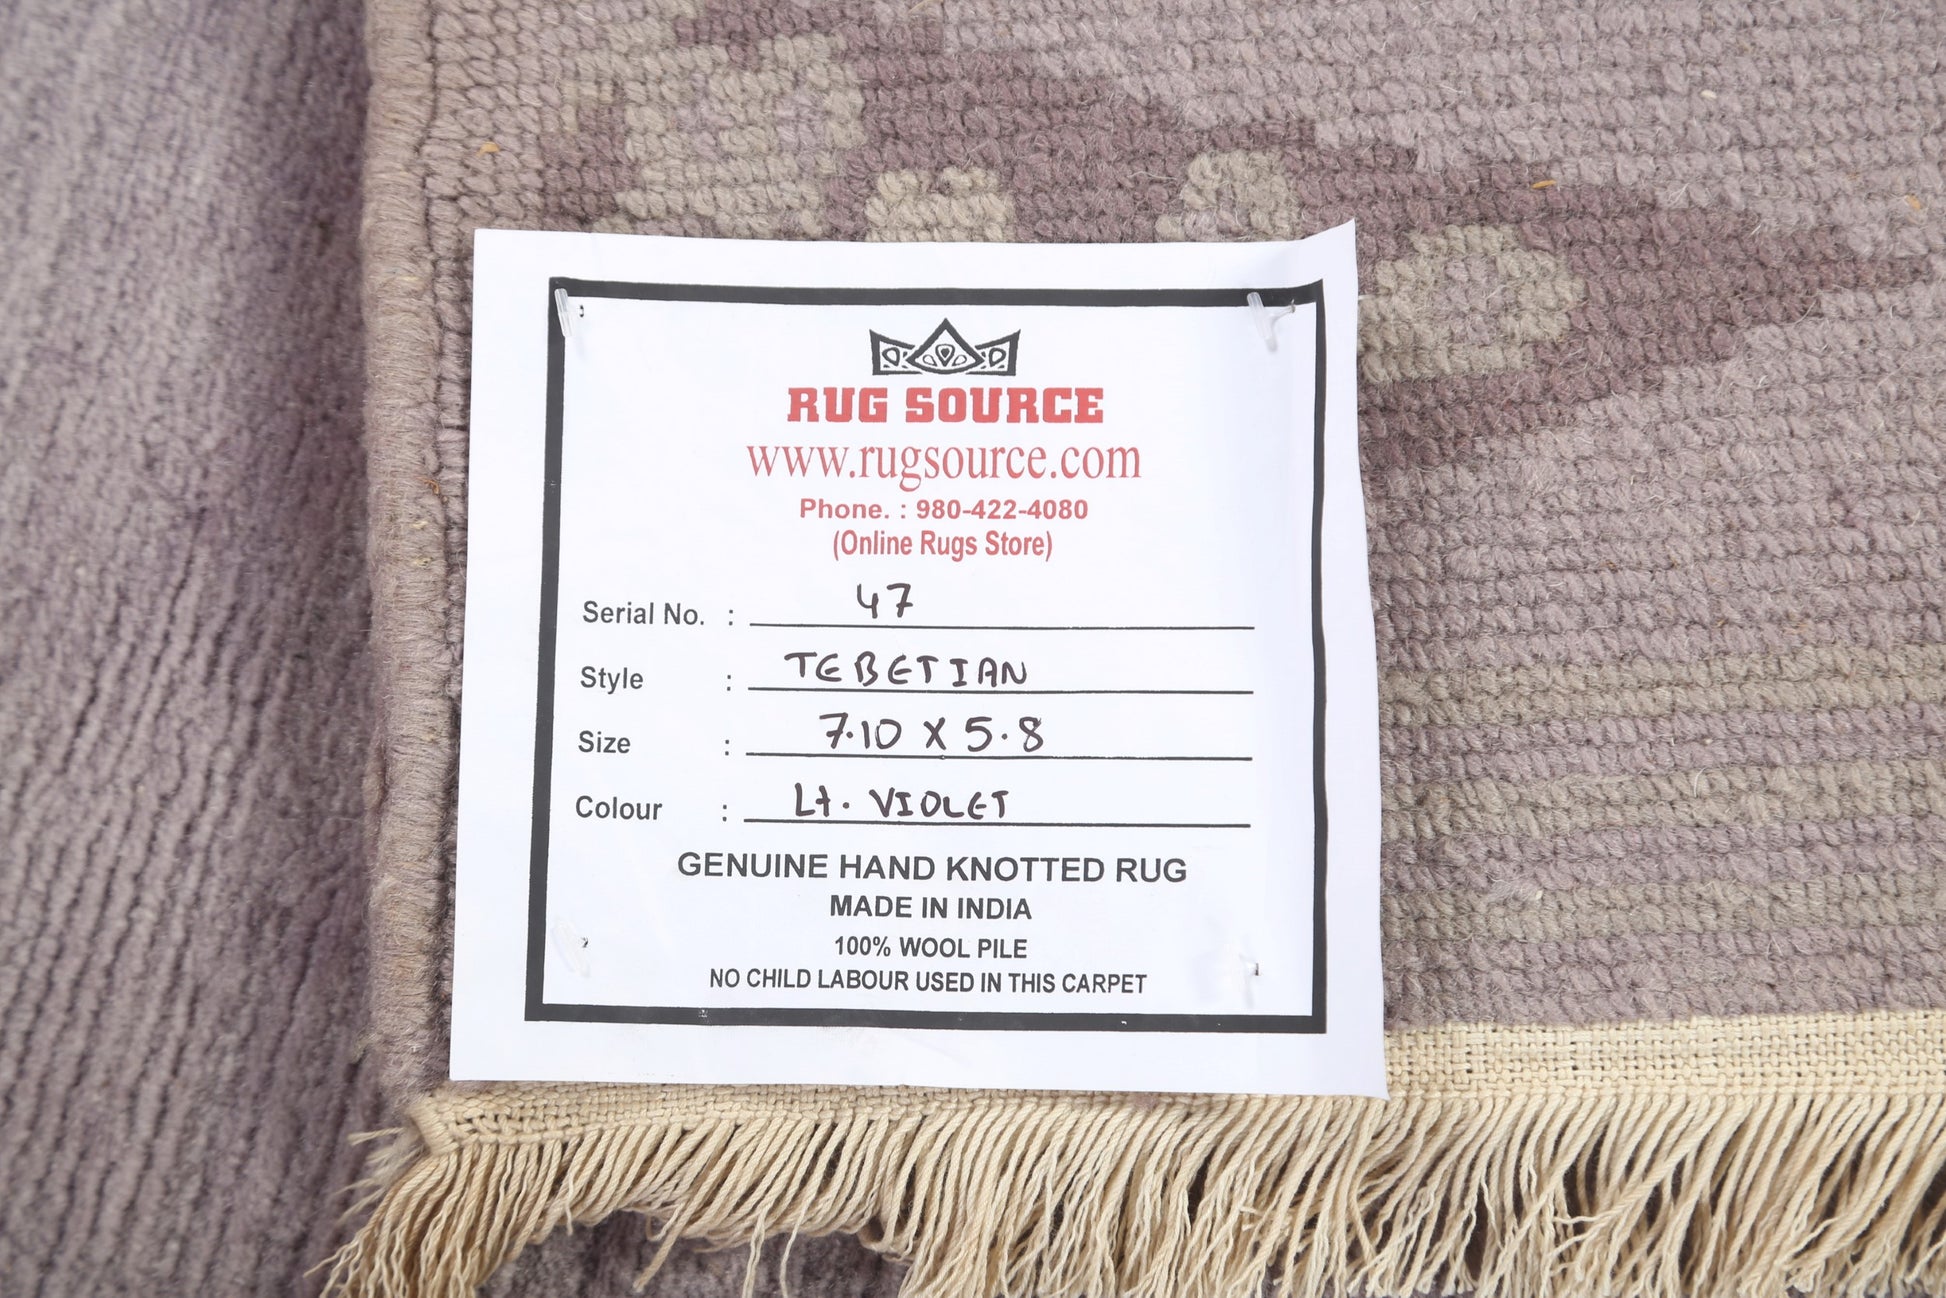 RUG SOURCE
www.rugsource.com
Phone. : 980-422-4080
(Online Rugs Store)
Serial No. : 47
Style : TEBETIAN
Size : 7.10 X 5.8
Colour : Lt. VIOLET
GENUINE HAND KNOTTED RUG
MADE IN INDIA
100% WOOL PILE
NO CHILD LABOUR USED IN THIS CARPET